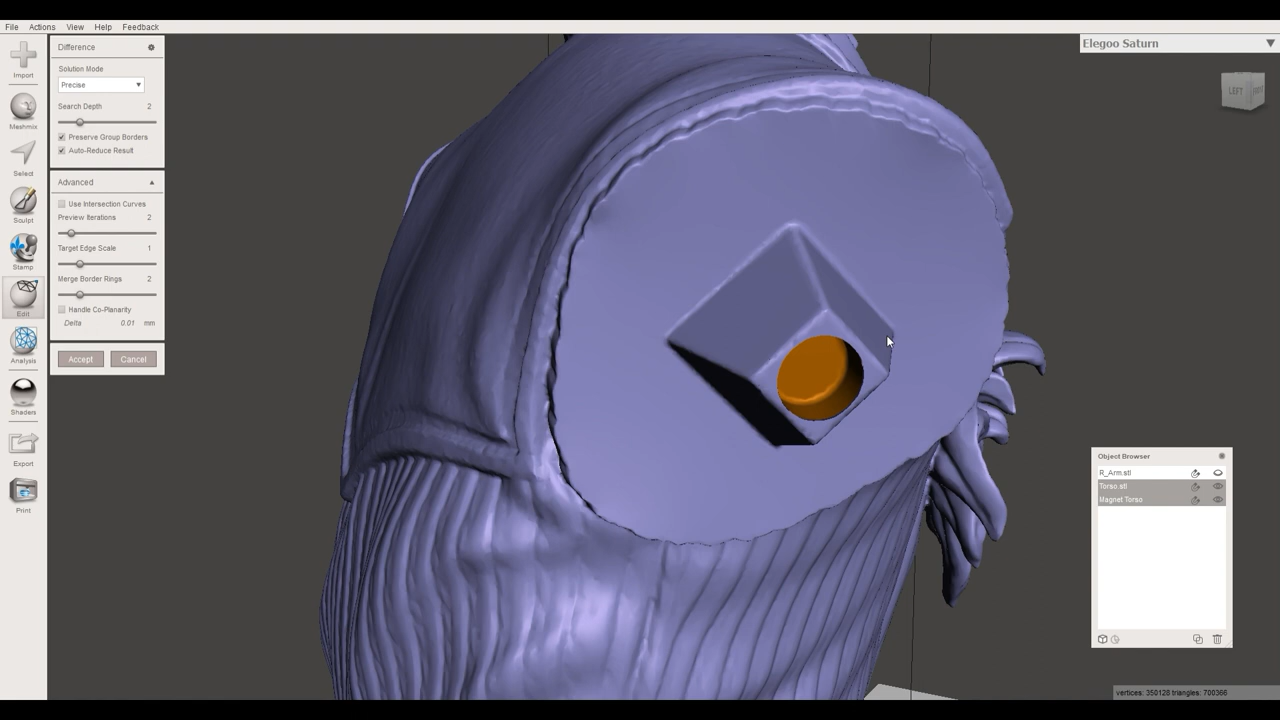 File Actions View Help Feedback
Import
Meshmix
Select
Sculpt
Stamp
Edit
Analysis
Shaders
Export
Print
Difference
Solution Mode
Precise
Search Depth 2
Preserve Group Borders
Auto-Reduce Result
Advanced
Use Intersection Curves
Preview Iterations 2
Target Edge Scale 1
Merge Border Rings 2
Handle Co-Planarity
Delta 0.01 mm
Accept Cancel
Elegoo Saturn
LEFT
Object Browser
R_Arm.stl
Torso.stl
Magnet Torso
vertices: 350128 triangles: 700366